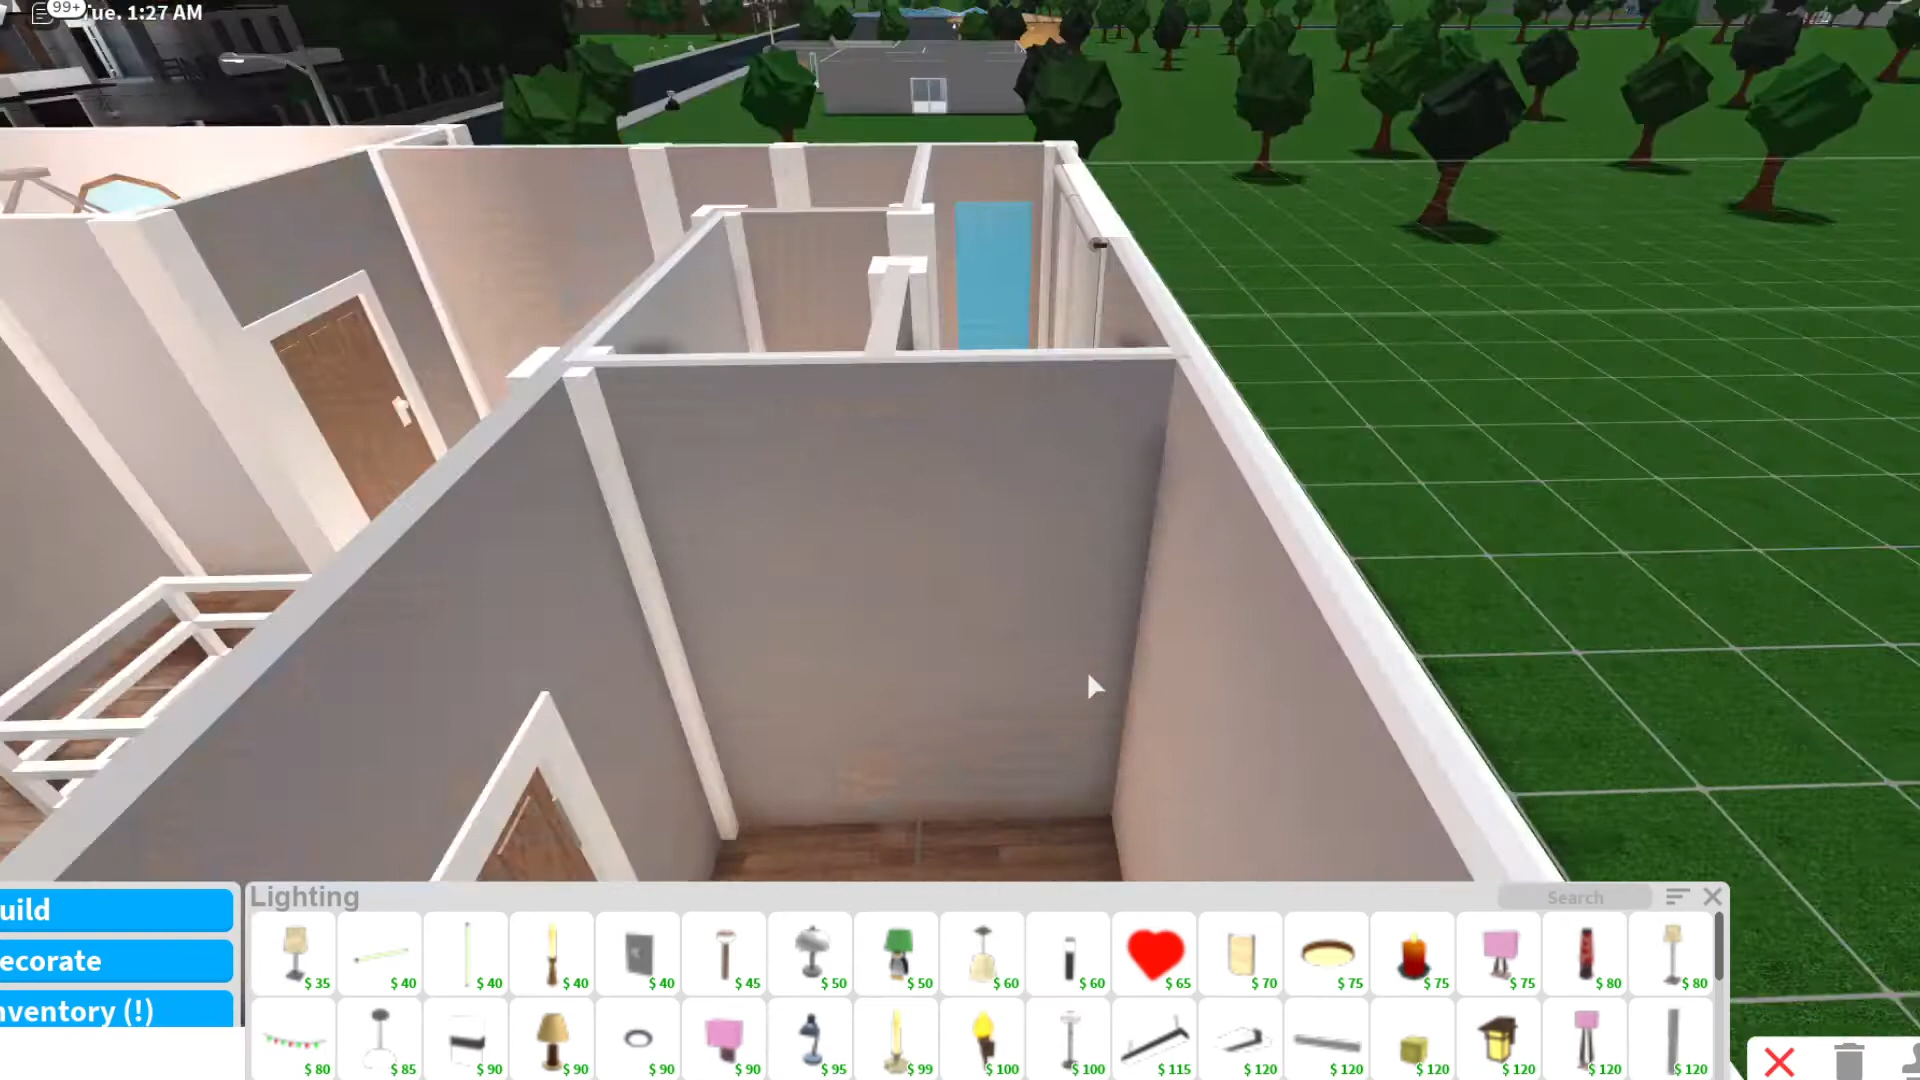 99+
ue. 1:27 AM
Lighting
Search
uild
ecorate
nventory (!)
$ 35 $ 40 $ 40 $ 40 $ 40 $ 45 $ 50 $ 50 $ 60 $ 60 $ 65 $ 70 $ 75 $ 75 $ 75 $ 80 $ 80
$ 80 $ 85 $ 90 $ 90 $ 90 $ 90 $ 95 $ 99 $ 100 $ 100 $ 115 $ 120 $ 120 $ 120 $ 120 $ 120 $ 120